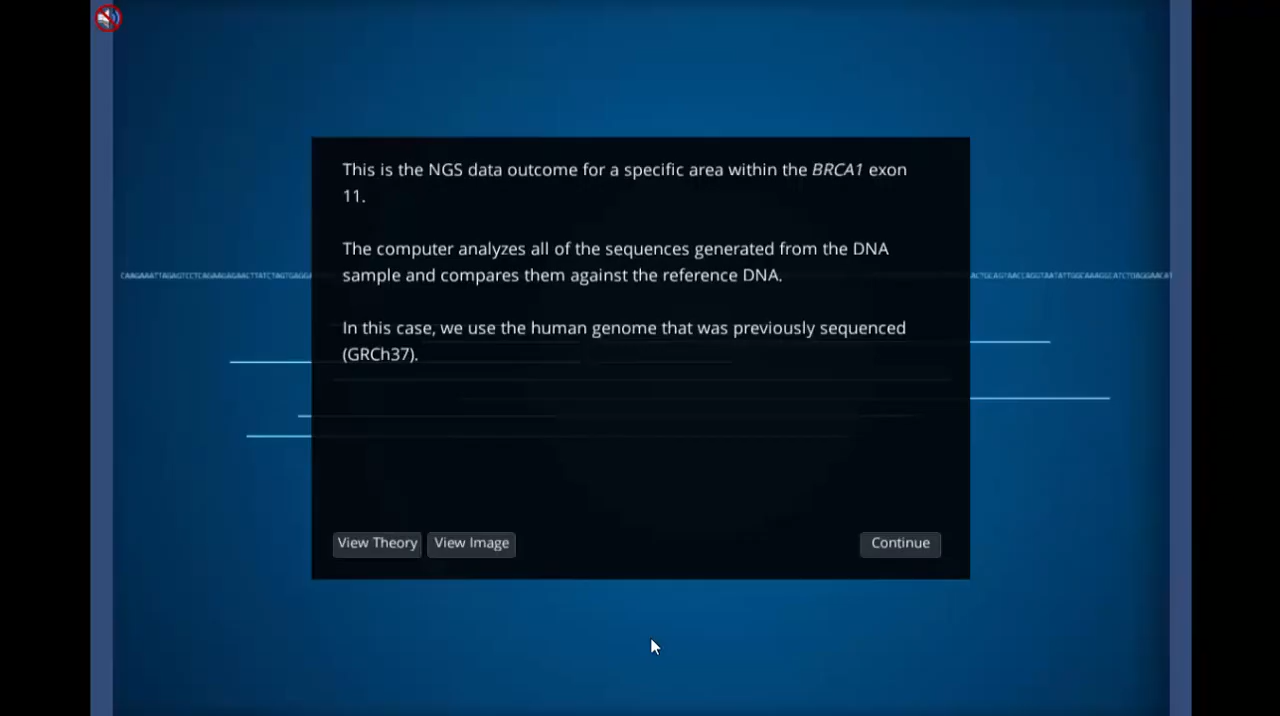 This is the NGS data outcome for a specific area within the BRCA1 exon
11.
The computer analyzes all of the sequences generated from the DNA
sample and compares them against the reference DNA.
In this case, we use the human genome that was previously sequenced
(GRCh37).
View Theory View Image Continue